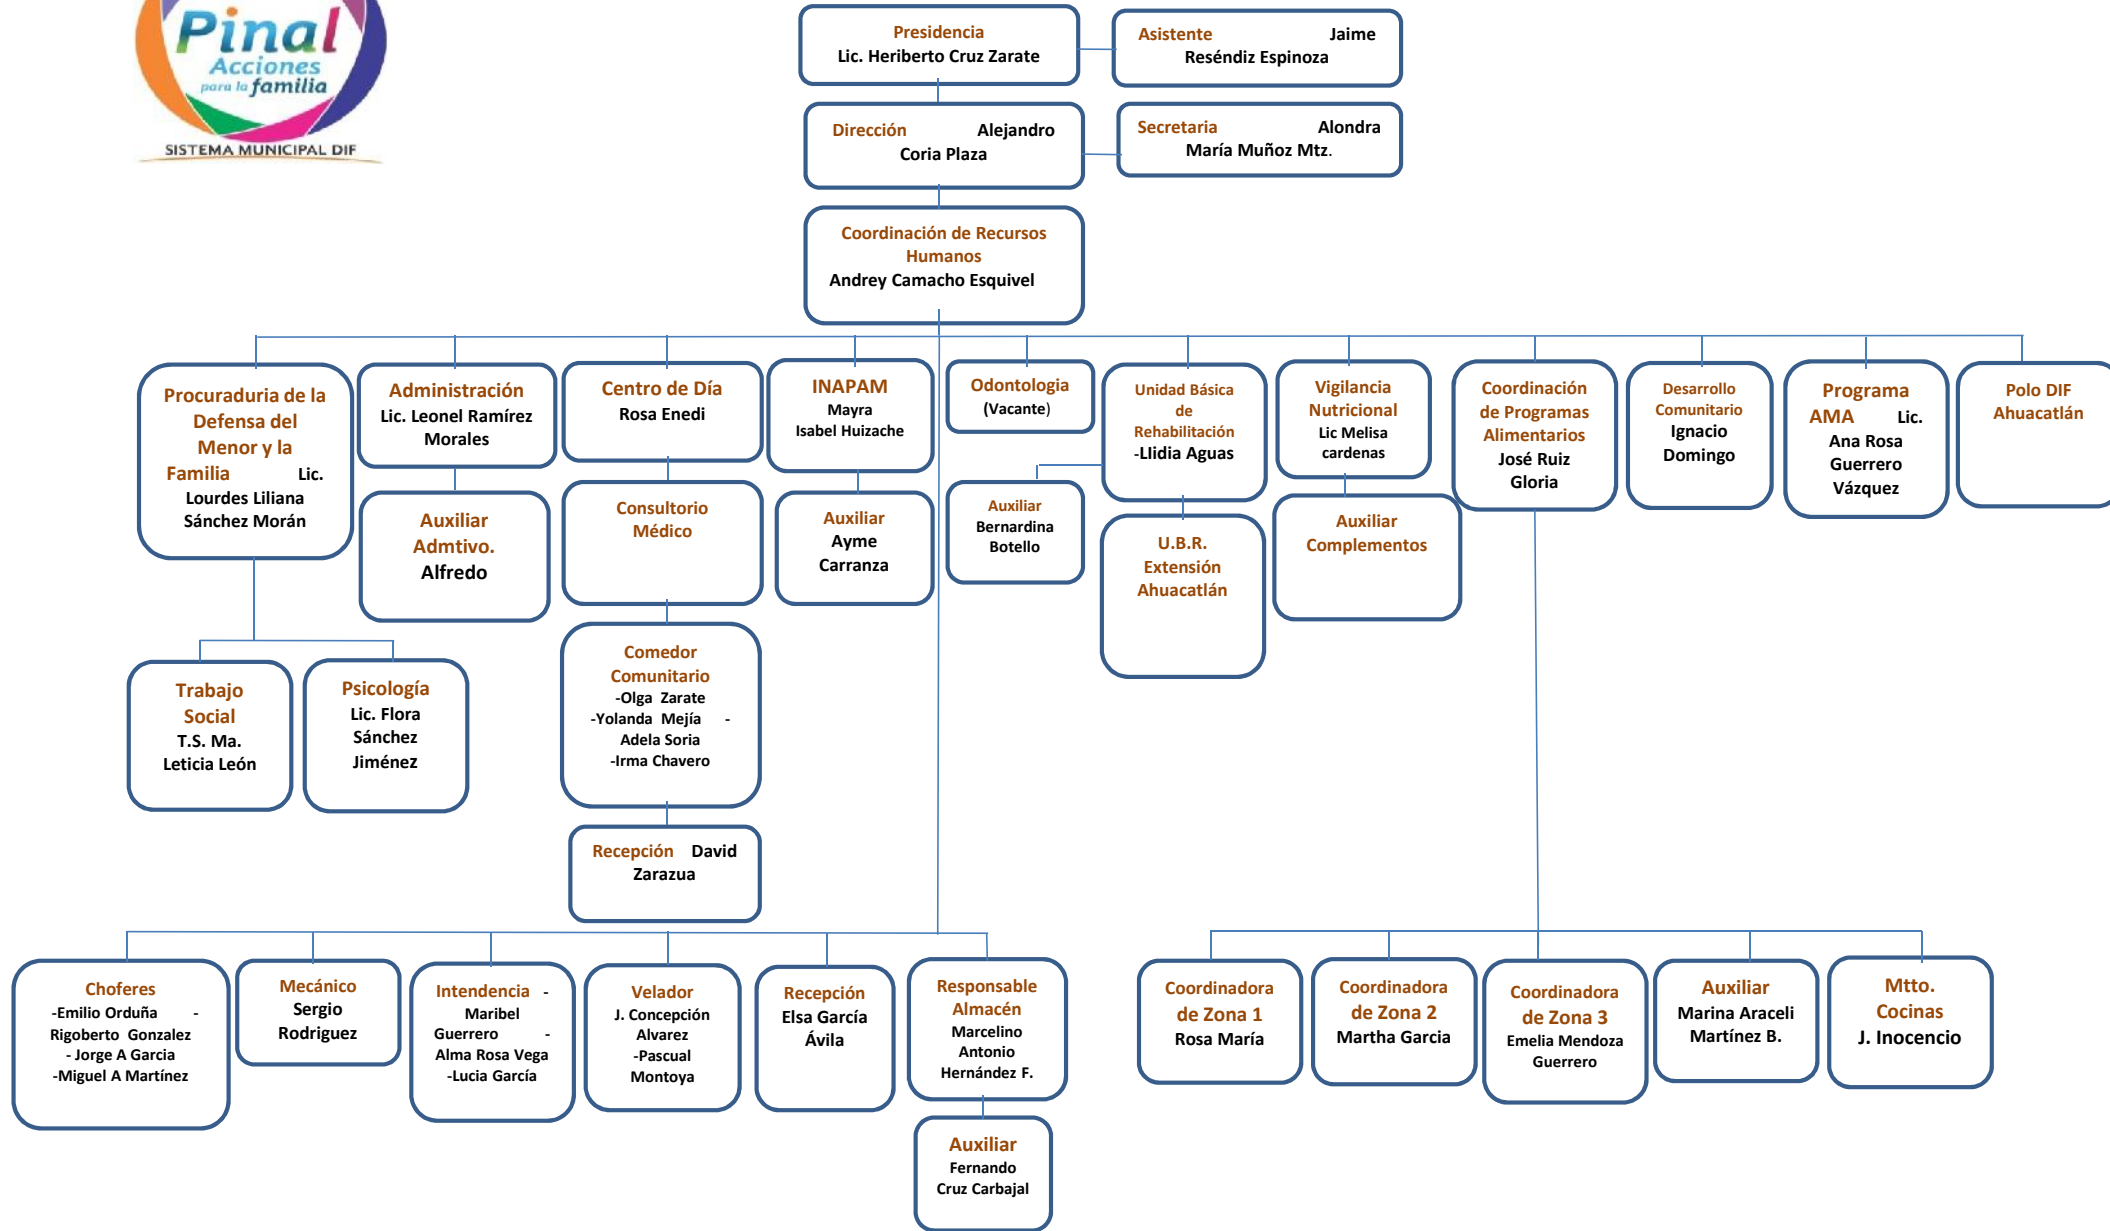 Pinal
Acciones
para la familia
SISTEMA MUNICIPAL DIF
Presidencia
Lic. Heriberto Cruz Zarate
Asistente Jaime
Reséndiz Espinoza
Dirección Alejandro
Coria Plaza
Secretaria Alondra
María Muñoz Mtz.
Coordinación de Recursos
Humanos
Andrey Camacho Esquivel
Procuraduria de la
Defensa del
Menor y la
Familia Lic.
Lourdes Liliana
Sánchez Morán
Administración
Lic. Leonel Ramírez
Morales
Centro de Día
Rosa Enedi
INAPAM
Mayra
Isabel Huizache
Odontologia
(Vacante)
Unidad Básica
de
Rehabilitación
-Llidia Aguas
Vigilancia
Nutricional
Lic Melisa
cardenas
Coordinación
de Programas
Alimentarios
José Ruiz
Gloria
Desarrollo
Comunitario
Ignacio
Domingo
Programa
AMA Lic.
Ana Rosa
Guerrero
Vázquez
Polo DIF
Ahuacatlán
Auxiliar
Admtivo.
Alfredo
Consultorio
Médico
Auxiliar
Ayme
Carranza
Auxiliar
Bernardina
Botello
U.B.R.
Extensión
Ahuacatlán
Auxiliar
Complementos
Trabajo
Social
T.S. Ma.
Leticia León
Psicología
Lic. Flora
Sánchez
Jiménez
Comedor
Comunitario
-Olga Zarate
-Yolanda Mejía -
Adela Soria
-Irma Chavero
Recepción David
Zarazua
Choferes
-Emilio Orduña -
Rigoberto Gonzalez
- Jorge A Garcia
-Miguel A Martínez
Mecánico
Sergio
Rodriguez
Intendencia -
Maribel
Guerrero -
Alma Rosa Vega
-Lucia García
Velador
J. Concepción
Alvarez
-Pascual
Montoya
Recepción
Elsa García
Ávila
Responsable
Almacén
Marcelino
Antonio
Hernández F.
Coordinadora
de Zona 1
Rosa María
Coordinadora
de Zona 2
Martha Garcia
Coordinadora
de Zona 3
Emelia Mendoza
Guerrero
Auxiliar
Marina Araceli
Martínez B.
Mtto.
Cocinas
J. Inocencio
Auxiliar
Fernando
Cruz Carbajal